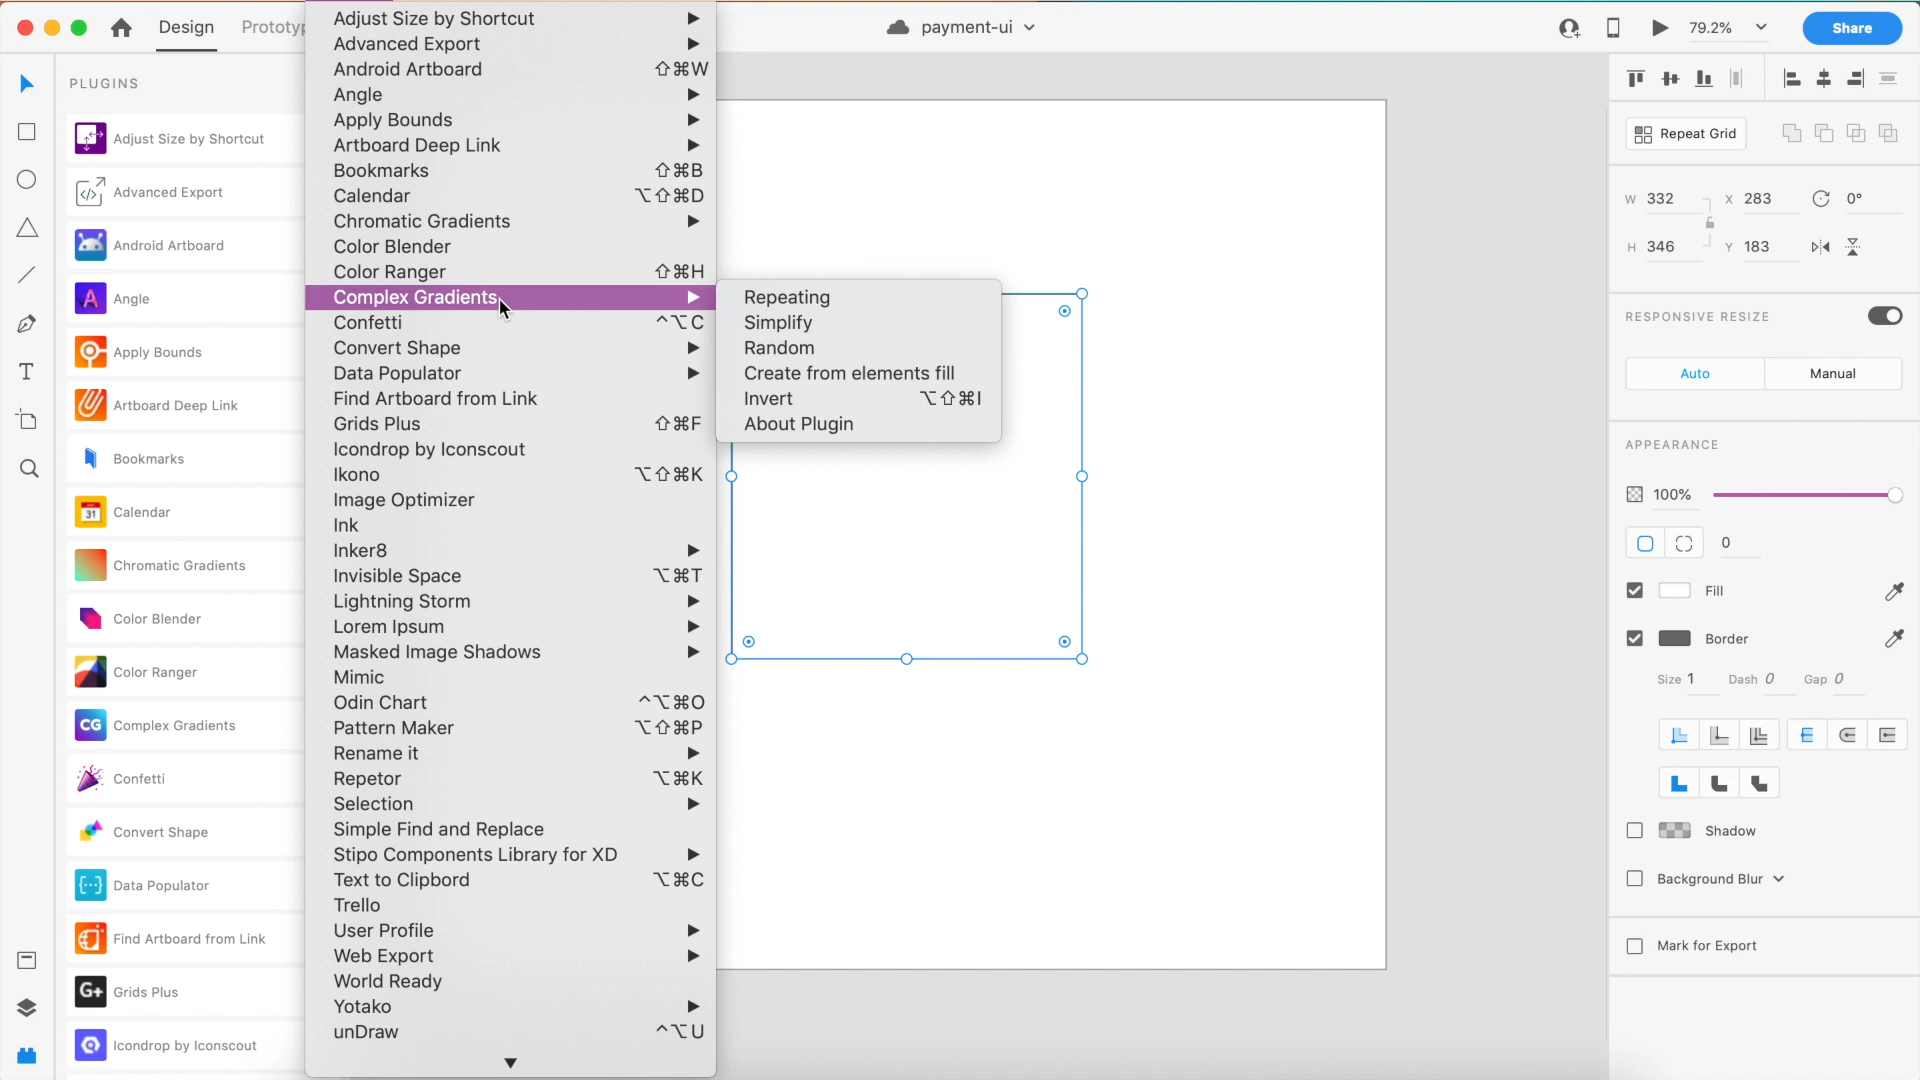 Design Prototyp payment-ui 79.2% Share
PLUGINS
Adjust Size by Shortcut
Advanced Export
Android Artboard
Angle
Apply Bounds
Artboard Deep Link
Bookmarks
Calendar
31
Chromatic Gradients
Color Blender
Color Ranger
CG Complex Gradients
Confetti
Convert Shape
Data Populator
Find Artboard from Link
G+ Grids Plus
Icondrop by Iconscout
Adjust Size by Shortcut
Advanced Export
Android Artboard ⇧⌘W
Angle
Apply Bounds
Artboard Deep Link
Bookmarks ⇧⌘B
Calendar ⌥⇧⌘D
Chromatic Gradients
Color Blender
Color Ranger ⇧⌘H
Complex Gradients
Confetti ^⌥C
Convert Shape
Data Populator
Find Artboard from Link
Grids Plus ⇧⌘F
Icondrop by Iconscout
Ikono ⌥⇧⌘K
Image Optimizer
Ink
Inker8
Invisible Space ⌥⌘T
Lightning Storm
Lorem Ipsum
Masked Image Shadows
Mimic
Odin Chart ^⌥⌘O
Pattern Maker ⌥⇧⌘P
Rename it
Repetor ⌥⌘K
Selection
Simple Find and Replace
Stipo Components Library for XD
Text to Clipbord ⌥⌘C
Trello
User Profile
Web Export
World Ready
Yotako
unDraw ^⌥U
Repeating
Simplify
Random
Create from elements fill
Invert ⌥⇧⌘I
About Plugin
Repeat Grid
W 332 X 283 0°
H 346 Y 183
RESPONSIVE RESIZE
Auto Manual
APPEARANCE
100%
0
Fill
Border
Size 1 Dash 0 Gap 0
Shadow
Background Blur
Mark for Export